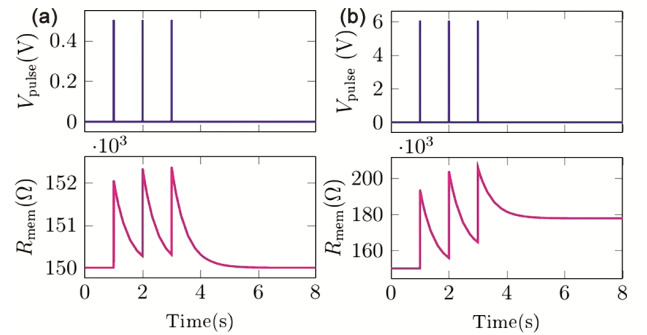 (a)
V_pulse(V)
0.4
0.2
0
·10³
R_mem(Ω)
152
151
150
0 2 4 6 8
Time(s)
(b)
V_pulse (V)
6
4
2
0
·10³
R_mem(Ω)
200
180
160
0 2 4 6 8
Time(s)